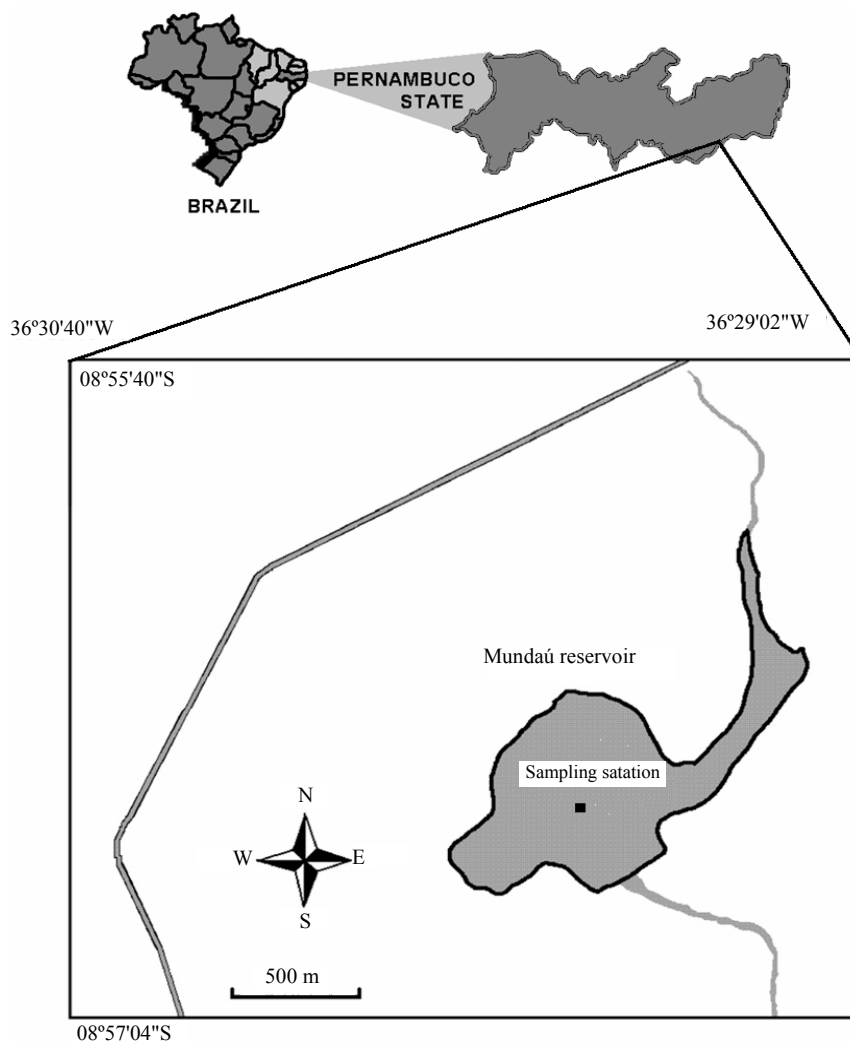 PERNAMBUCO
STATE
BRAZIL
36º30'40"W
36º29'02"W
08º55'40"S
Mundaú reservoir
Sampling satation
N
W
E
S
500 m
08º57'04"S